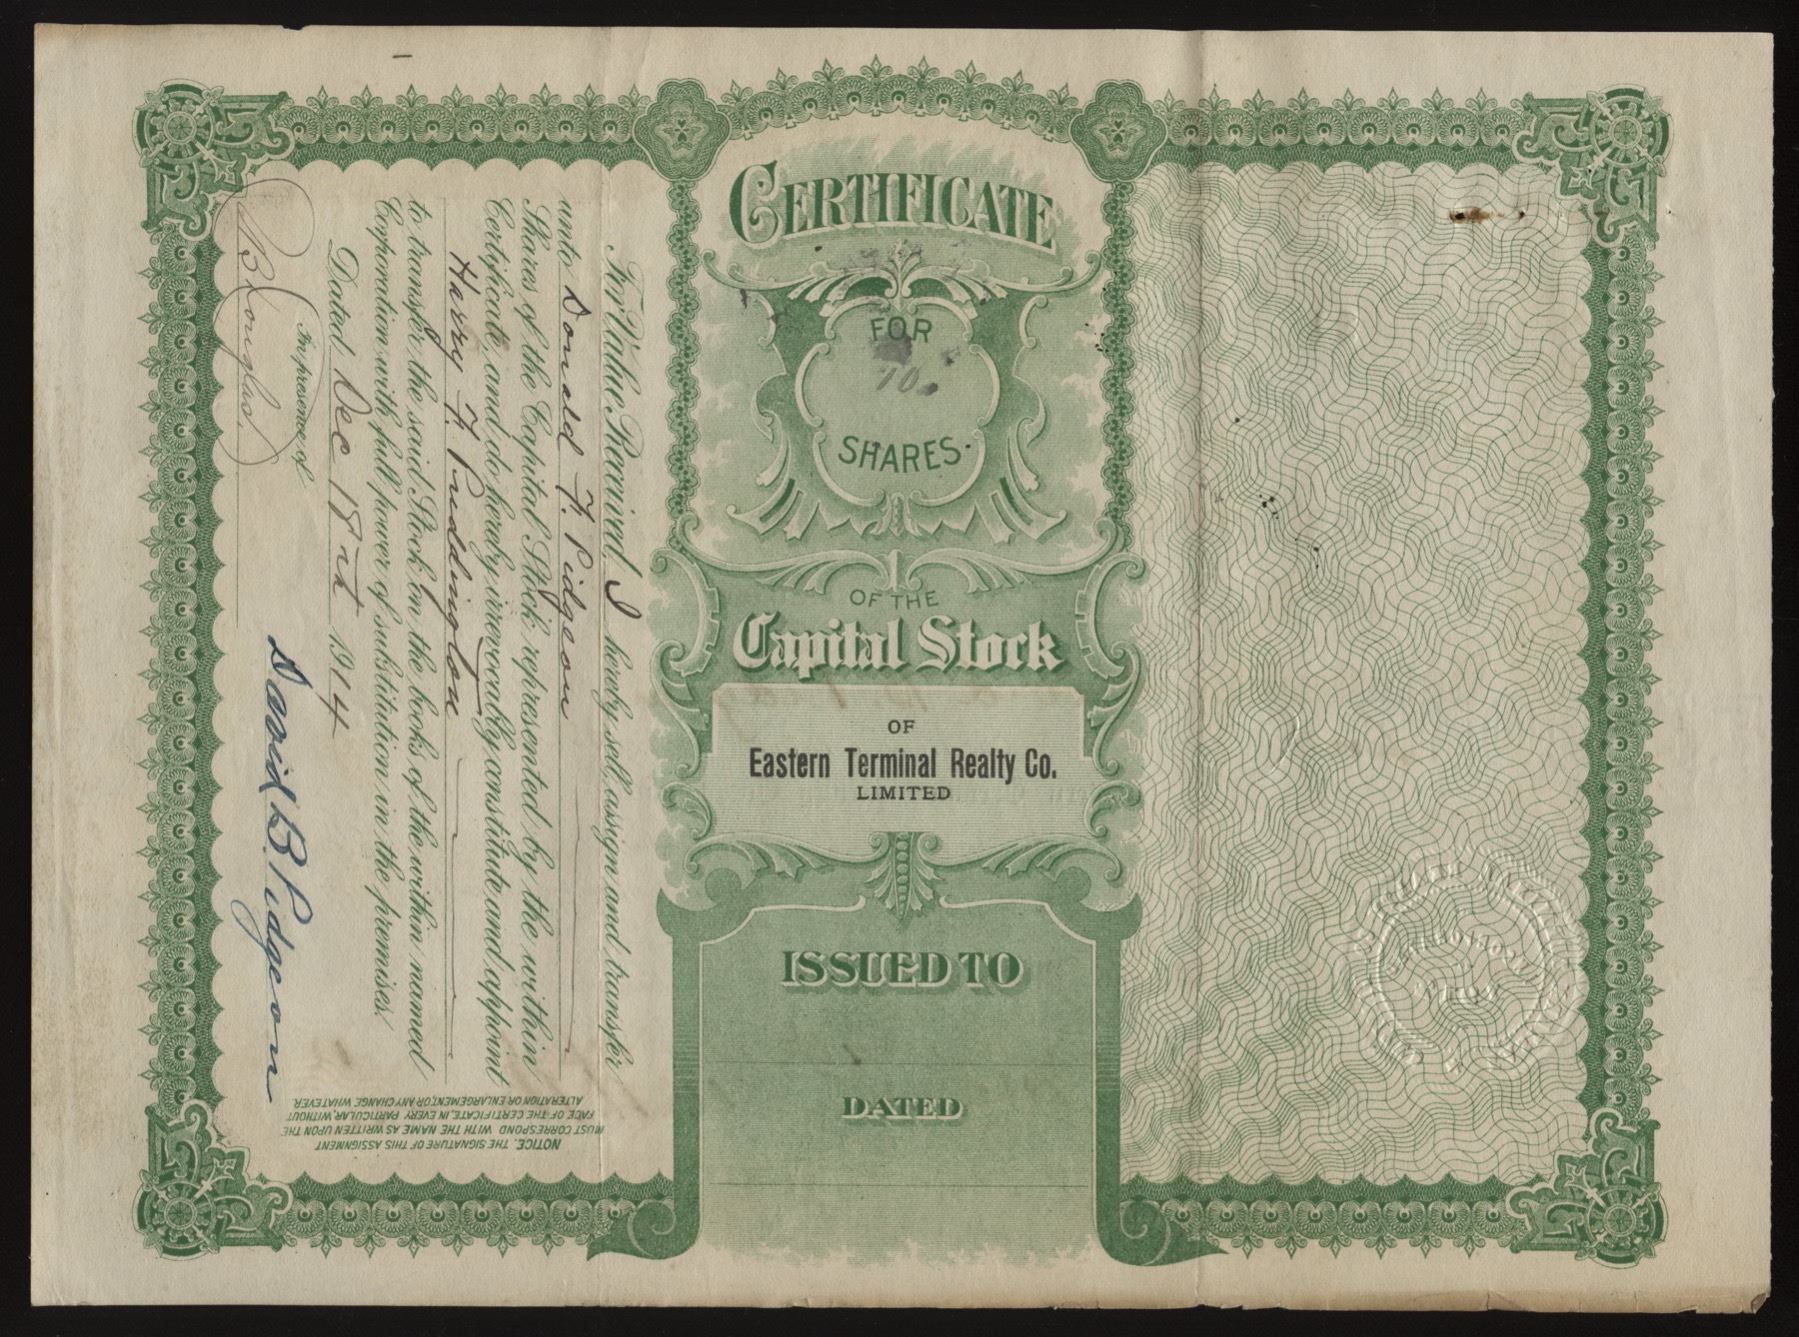 CERTIFICATE
FOR
10
SHARES
OF THE
Capital Stock
OF
Eastern Terminal Realty Co.
LIMITED
ISSUED TO
DATED
For Value Received, I hereby sell, assign and transfer
unto Donald F. Pidgeon
Shares of the Capital Stock represented by the within
Certificate, and do hereby irrevocably constitute and appoint
Harry F. Puddington
to transfer the said Stock on the books of the within named
Corporation with full power of substitution in the premises.
Dated Dec 18th 1914
In presence of
David B. Pidgeon
NOTICE. THE SIGNATURE OF THIS ASSIGNMENT
MUST CORRESPOND WITH THE NAME AS WRITTEN UPON THE
FACE OF THE CERTIFICATE, IN EVERY PARTICULAR, WITHOUT
ALTERATION OR ENLARGEMENT, OR ANY CHANGE WHATEVER.